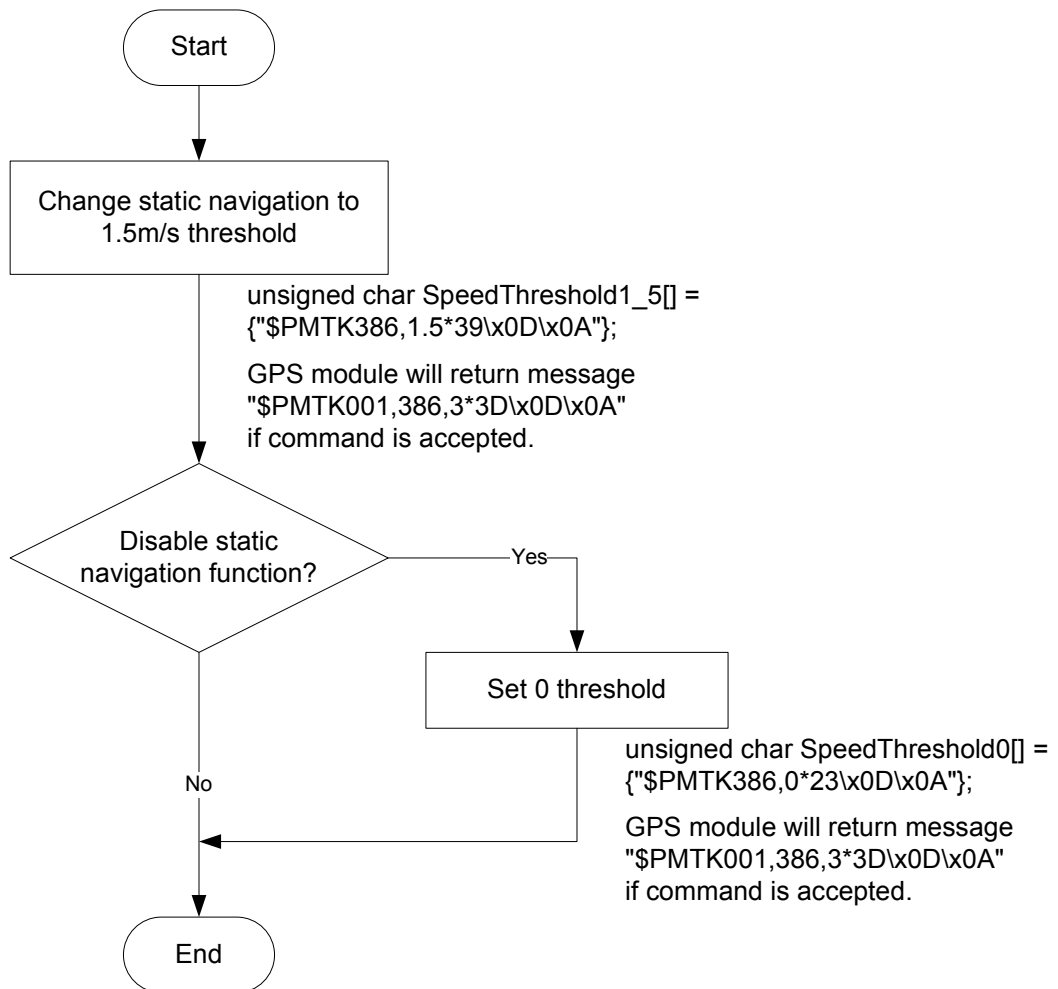 Start
Change static navigation to
1.5m/s threshold
unsigned char SpeedThreshold1_5[] =
{"$PMTK386,1.5*39\x0D\x0A"};
GPS module will return message
"$PMTK001,386,3*3D\x0D\x0A"
if command is accepted.
Disable static
navigation function?
Yes
Set 0 threshold
unsigned char SpeedThreshold0[] =
{"$PMTK386,0*23\x0D\x0A"};
No
GPS module will return message
"$PMTK001,386,3*3D\x0D\x0A"
if command is accepted.
End